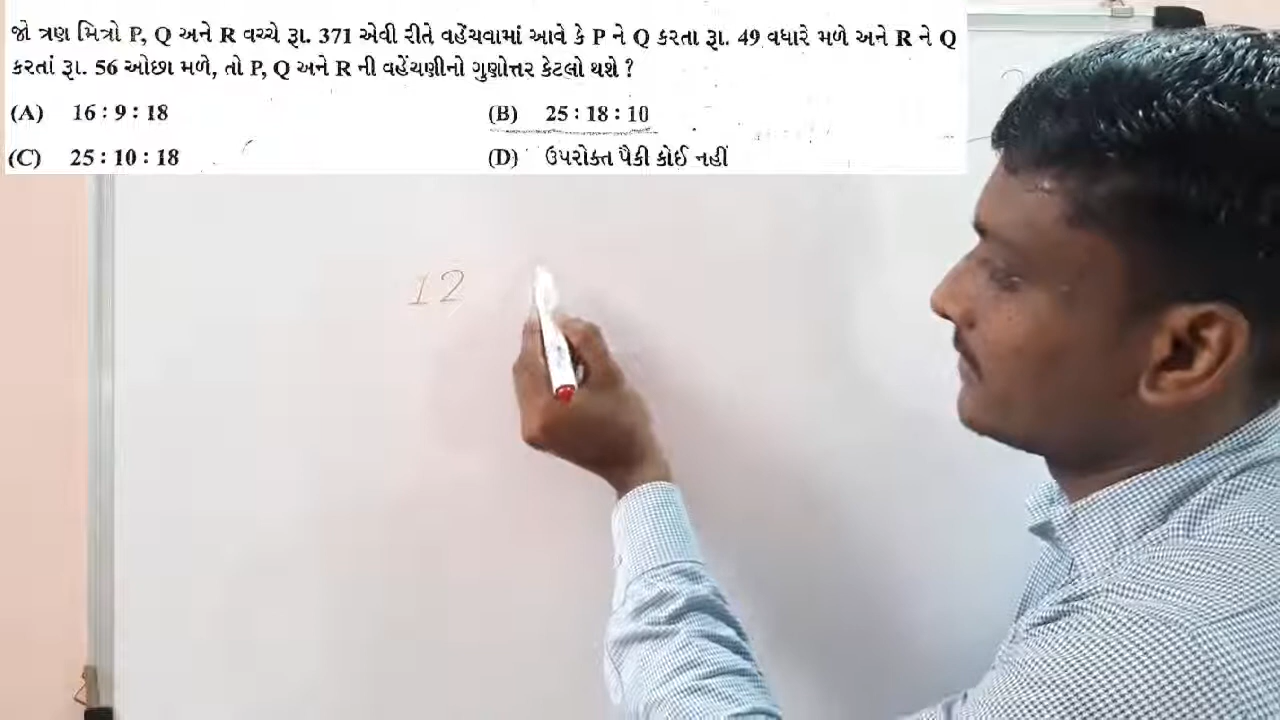 જો ત્રણ મિત્રો P, Q અને R વચ્ચે રૂા. 371 એવી રીતે વહેંચવામાં આવે કે P ને Q કરતા રૂા. 49 વધારે મળે અને R ને Q
કરતાં રૂા. 56 ઓછા મળે, તો P, Q અને R ની વહેંચણીનો ગુણોત્તર કેટલો થશે ?
(A) 16 : 9 : 18 (B) 25 : 18 : 10
(C) 25 : 10 : 18 (D) ઉપરોક્ત પૈકી કોઈ નહીં
12